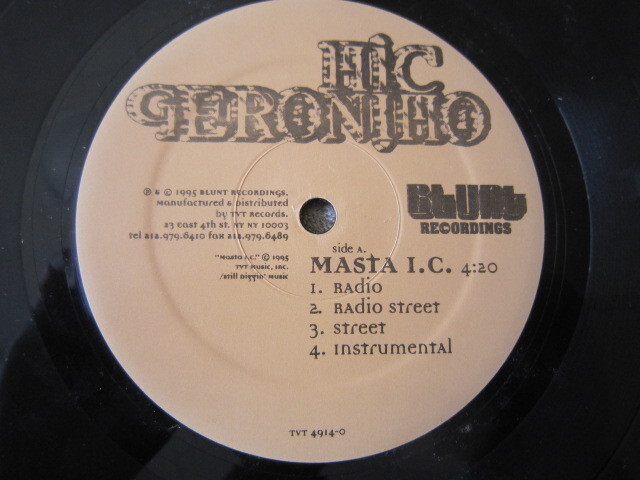 MIC
GERONIMO
℗ & © 1995 BLUNT RECORDINGS,
Manufactured & distributed
by TVT Records.
23 East 4th St. NY NY 10003
Tel 212.979.6410 Fax 212.979.6489
"MASTA I.C." © 1995
TVT MUSIC, INC.
/STILL DIGGIN' MUSIC
BLUNT
RECORDINGS
side A.
MASTA I.C. 4:20
1. RADIO
2. RADIO STREET
3. STREET
4. INSTRUMENTAL
TVT 4914-0